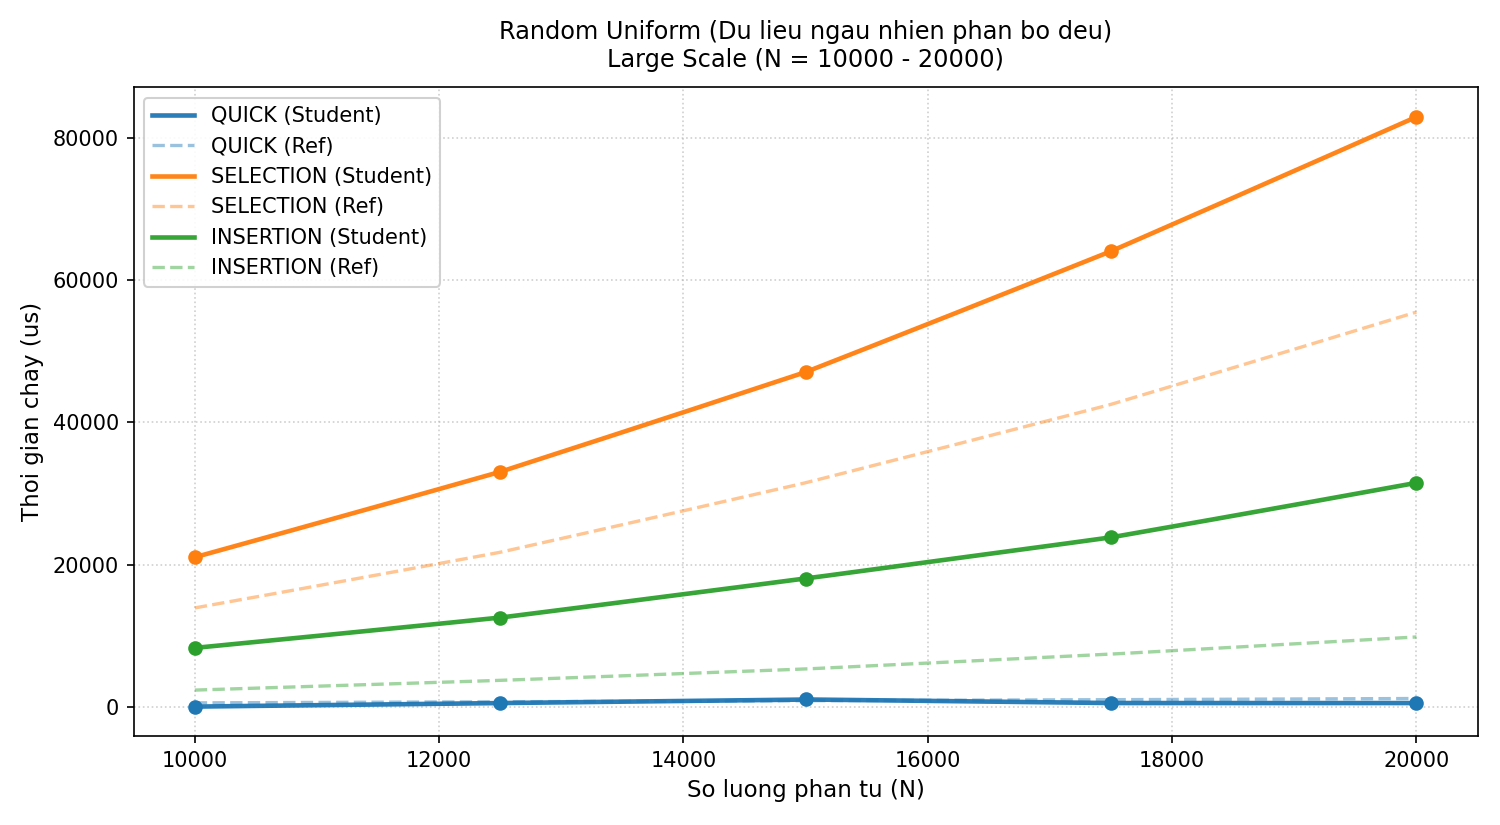 Random Uniform (Du lieu ngau nhien phan bo deu)
Large Scale (N = 10000 - 20000)
QUICK (Student)
QUICK (Ref)
SELECTION (Student)
SELECTION (Ref)
INSERTION (Student)
INSERTION (Ref)
Thoi gian chay (us)
80000
60000
40000
20000
0
10000
12000
14000
16000
18000
20000
So luong phan tu (N)